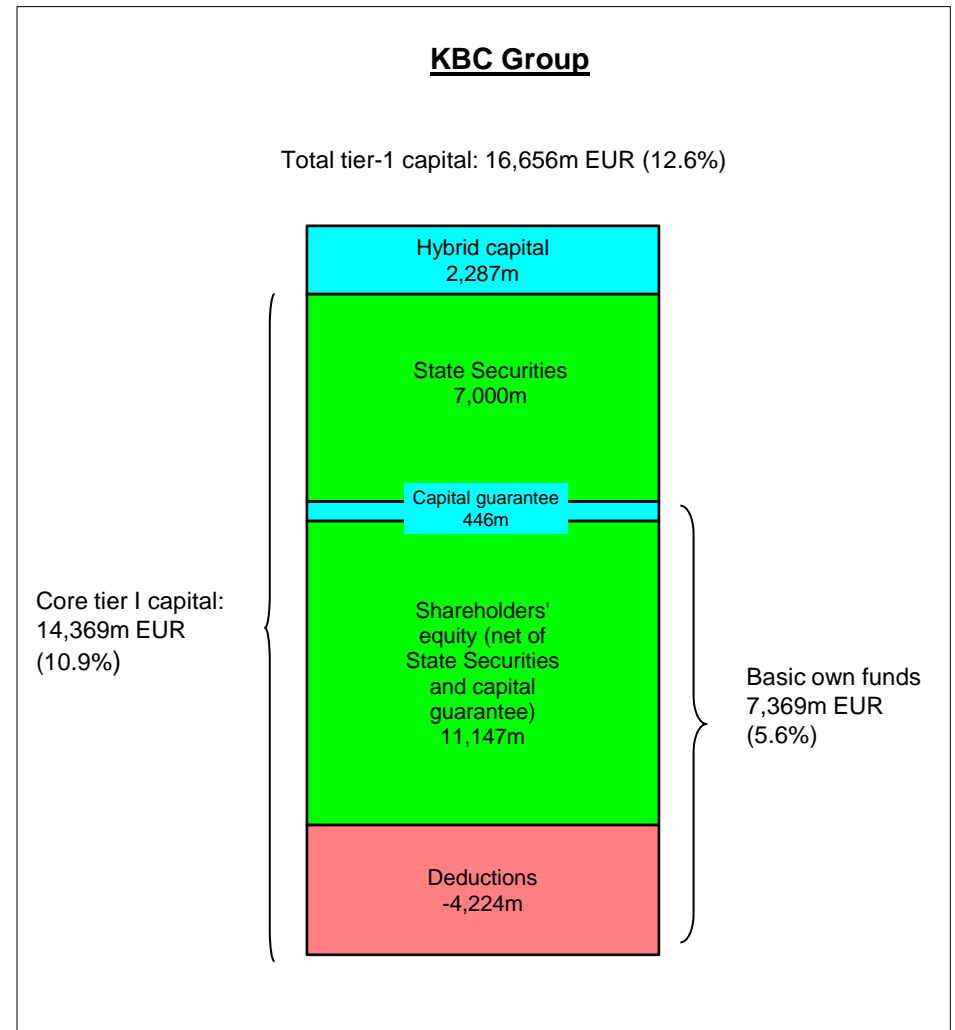 KBC Group
Total tier-1 capital: 16,656m EUR (12.6%)
Hybrid capital
2,287m
State Securities
7,000m
Capital guarantee
446m
Core tier I capital:
14,369m EUR
(10.9%)
Shareholders'
equity (net of
State Securities
and capital
guarantee)
11,147m
Basic own funds
7,369m EUR
(5.6%)
Deductions
-4,224m